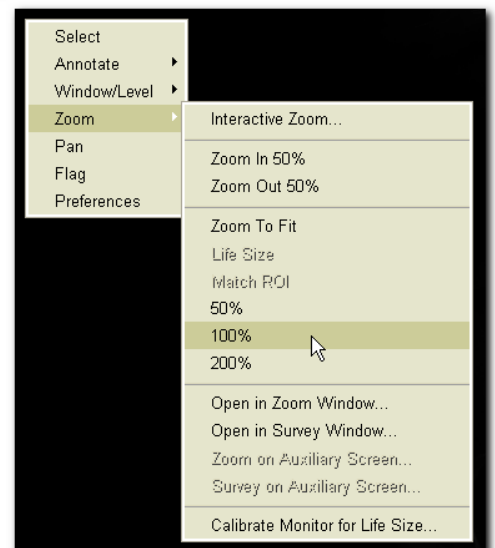 Select
Annotate
Window/Level
Zoom
Pan
Flag
Preferences
Interactive Zoom...
Zoom In 50%
Zoom Out 50%
Zoom To Fit
Life Size
Match ROI
50%
100%
200%
Open in Zoom Window...
Open in Survey Window...
Zoom on Auxiliary Screen...
Survey on Auxiliary Screen...
Calibrate Monitor for Life Size...